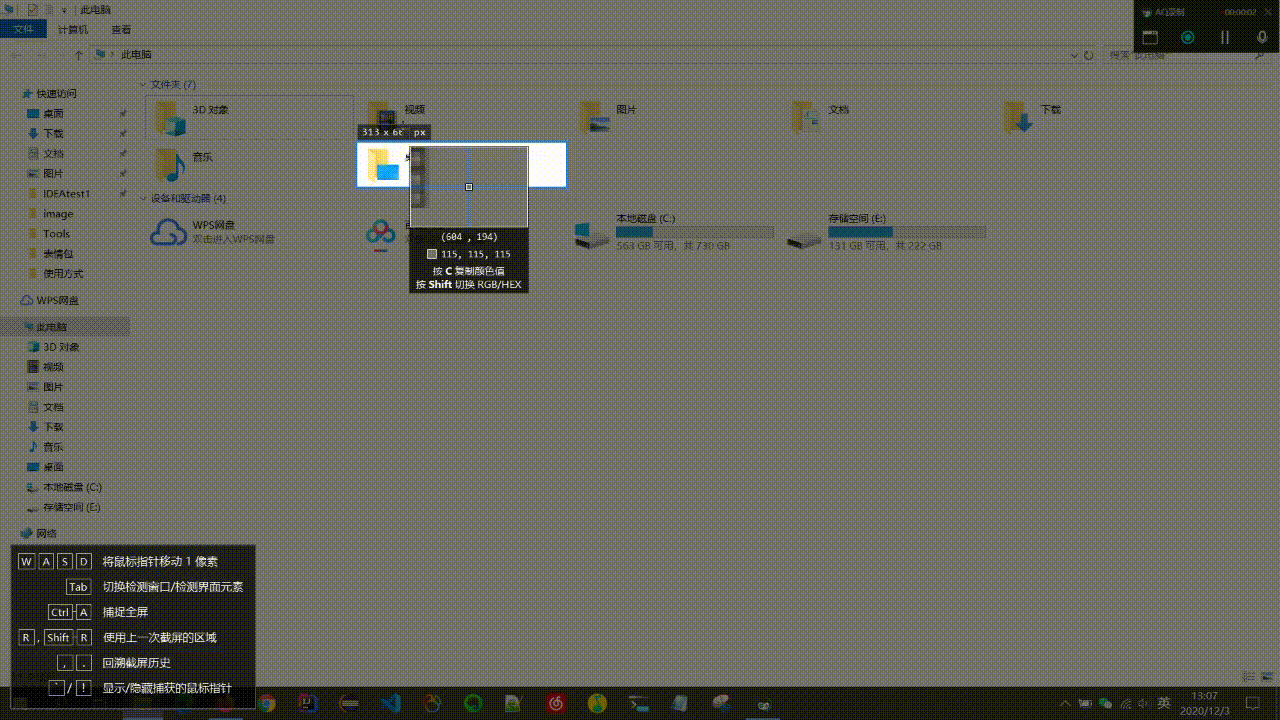 此电脑
AQ录制 00:00:02
文件 计算机 查看
此电脑
搜索"此电脑"
快速访问
桌面
下载
文档
图片
IDEAtest1
image
Tools
表情包
使用方式
WPS网盘
此电脑
3D 对象
视频
图片
文档
下载
音乐
桌面
本地磁盘 (C:)
存储空间 (E:)
网络
文件夹 (7)
3D 对象
视频
图片
文档
下载
音乐
设备和驱动器 (4)
WPS网盘
双击进入WPS网盘
本地磁盘 (C:)
563 GB 可用，共 730 GB
存储空间 (E:)
131 GB 可用，共 222 GB
px
(604 , 194)
115, 115, 115
按 C 复制颜色值
按 Shift 切换 RGB/HEX
W A S D 将鼠标指针移动 1 像素
Tab 切换检测窗口/检测界面元素
Ctrl A 捕捉全屏
R , Shift R 使用上一次截屏的区域
, . 回溯截屏历史
` / ! 显示/隐藏捕获的鼠标指针
英
13:07
2020/12/3